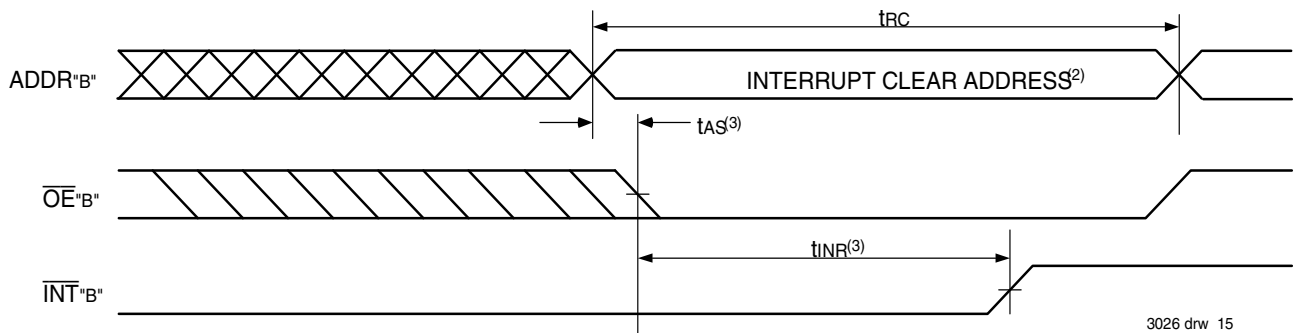 tRC
ADDR"B"
INTERRUPT CLEAR ADDRESS(2)
tAS(3)
OE"B"
tINR(3)
INT"B"
3026 drw 15